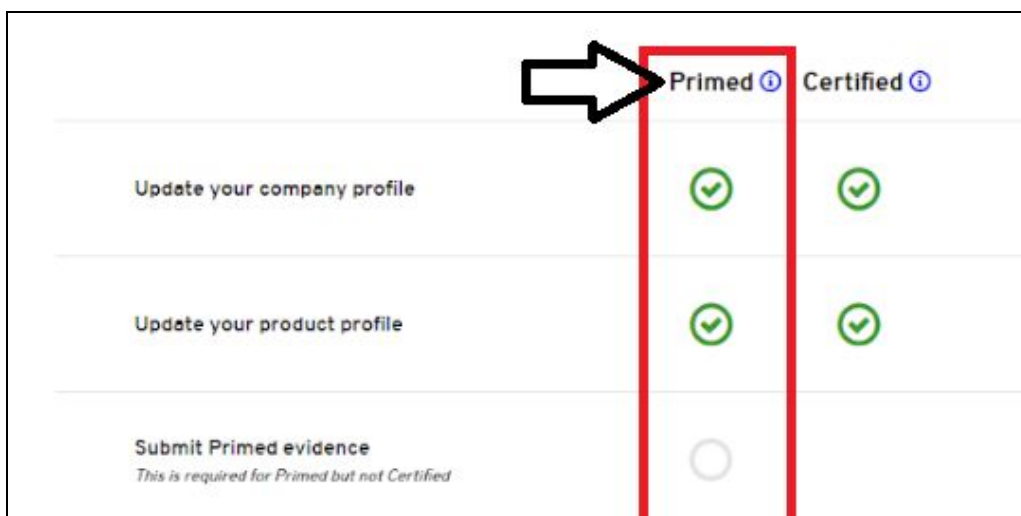 Primed Certified
Update your company profile
Update your product profile
Submit Primed evidence
This is required for Primed but not Certified